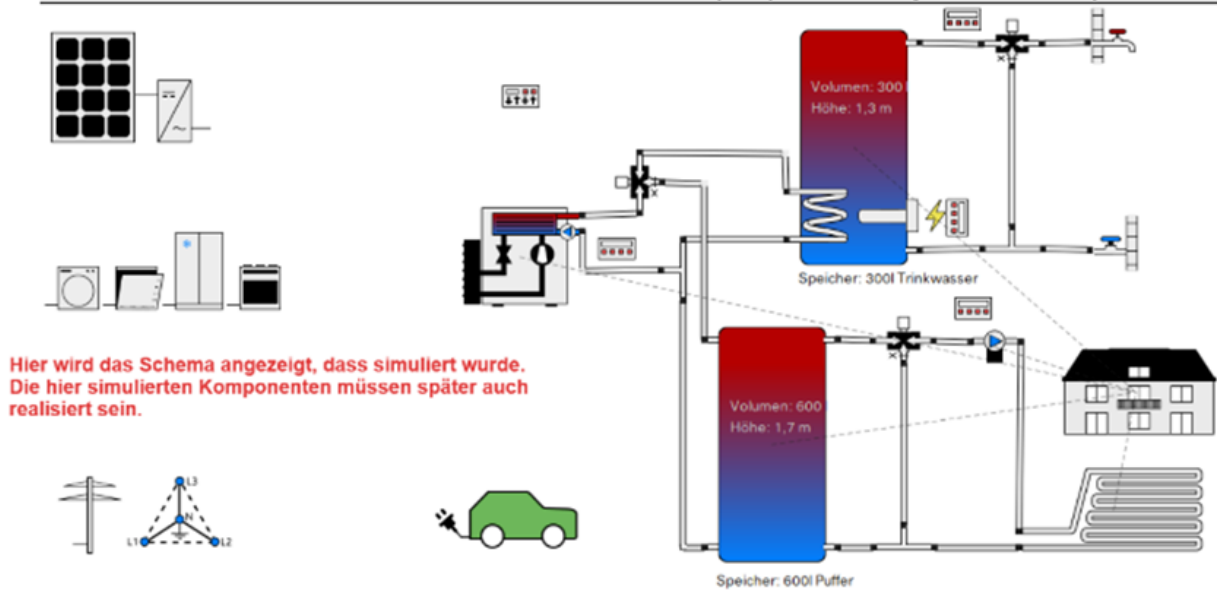 Volumen: 300 l
Höhe: 1,3 m
x
x
Speicher: 300l Trinkwasser
Hier wird das Schema angezeigt, dass simuliert wurde.
Die hier simulierten Komponenten müssen später auch
realisiert sein.
x
Volumen: 600
Höhe: 1,7 m
L3
N
L1
L2
Speicher: 600l Puffer